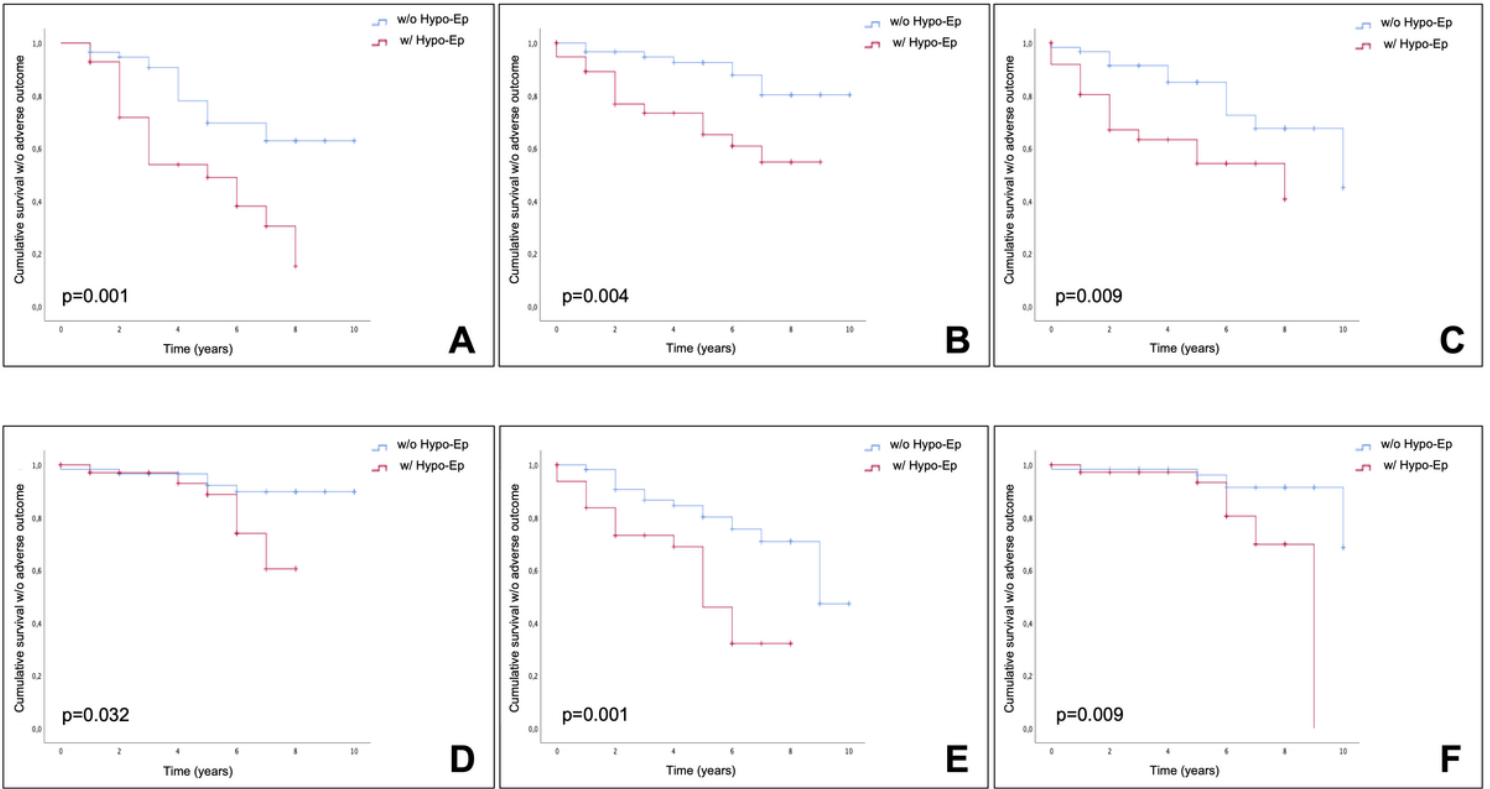 w/o Hypo-Ep
w/ Hypo-Ep
Cumulative survival w/o adverse outcome
1,0
0,8
0,6
0,4
0,2
0,0
p=0.001
0 2 4 6 8 10
Time (years)
A
w/o Hypo-Ep
w/ Hypo-Ep
Cumulative survival w/o adverse outcome
1,0
0,8
0,6
0,4
0,2
0,0
p=0.004
0 2 4 6 8 10
Time (years)
B
w/o Hypo-Ep
w/ Hypo-Ep
Cumulative survival w/o adverse outcome
1,0
0,8
0,6
0,4
0,2
0,0
p=0.009
0 2 4 6 8 10
Time (years)
C
w/o Hypo-Ep
w/ Hypo-Ep
Cumulative survival w/o adverse outcome
1,0
0,8
0,6
0,4
0,2
0,0
p=0.032
0 2 4 6 8 10
Time (years)
D
w/o Hypo-Ep
w/ Hypo-Ep
Cumulative survival w/o adverse outcome
1,0
0,8
0,6
0,4
0,2
0,0
p=0.001
0 2 4 6 8 10
Time (years)
E
w/o Hypo-Ep
w/ Hypo-Ep
Cumulative survival w/o adverse outcome
1,0
0,8
0,6
0,4
0,2
0,0
p=0.009
0 2 4 6 8 10
Time (years)
F